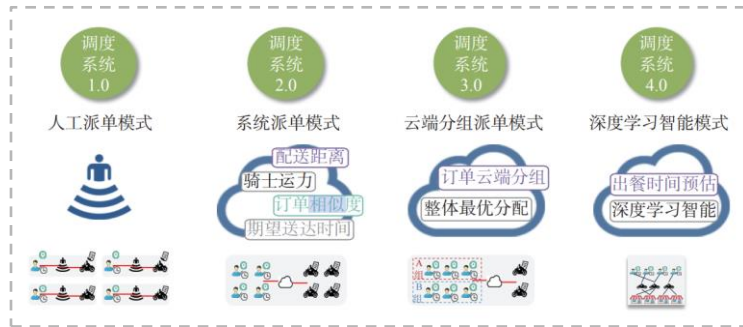 调度
系统
1.0
调度
系统
2.0
调度
系统
3.0
调度
系统
4.0
人工派单模式
系统派单模式
云端分组派单模式
深度学习智能模式
配送距离
骑士运力
订单相似度
期望送达时间
订单云端分组
整体最优分配
出餐时间预估
深度学习智能
A
组
B
组